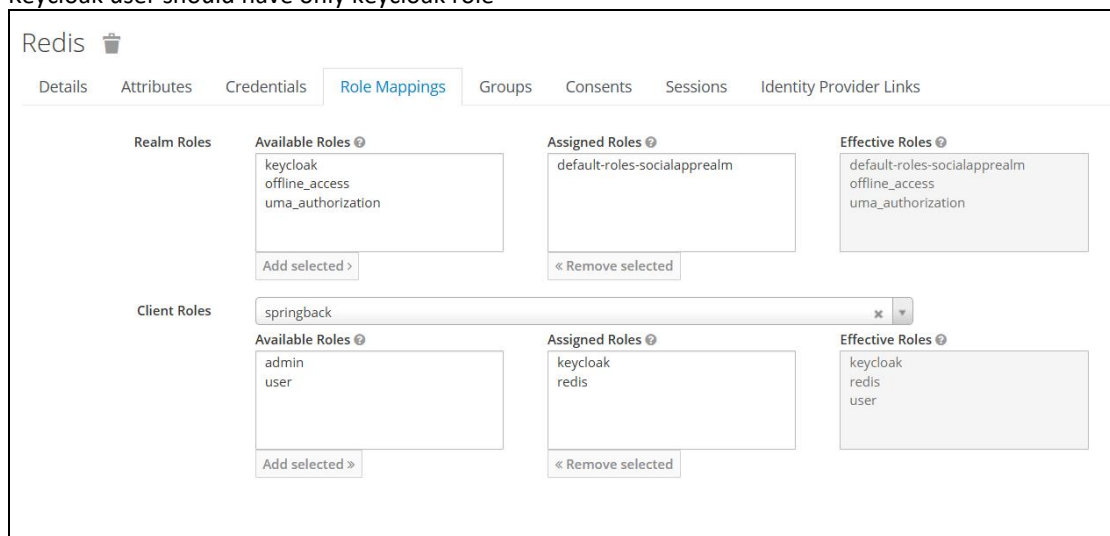 Keycloak user should have only keycloak role
Redis
Details Attributes Credentials Role Mappings Groups Consents Sessions Identity Provider Links
Realm Roles Available Roles Assigned Roles Effective Roles
keycloak default-roles-socialapprealm default-roles-socialapprealm
offline_access offline_access
uma_authorization uma_authorization
Add selected > « Remove selected
Client Roles springback
Available Roles Assigned Roles Effective Roles
admin keycloak keycloak
user redis redis
user
Add selected » « Remove selected